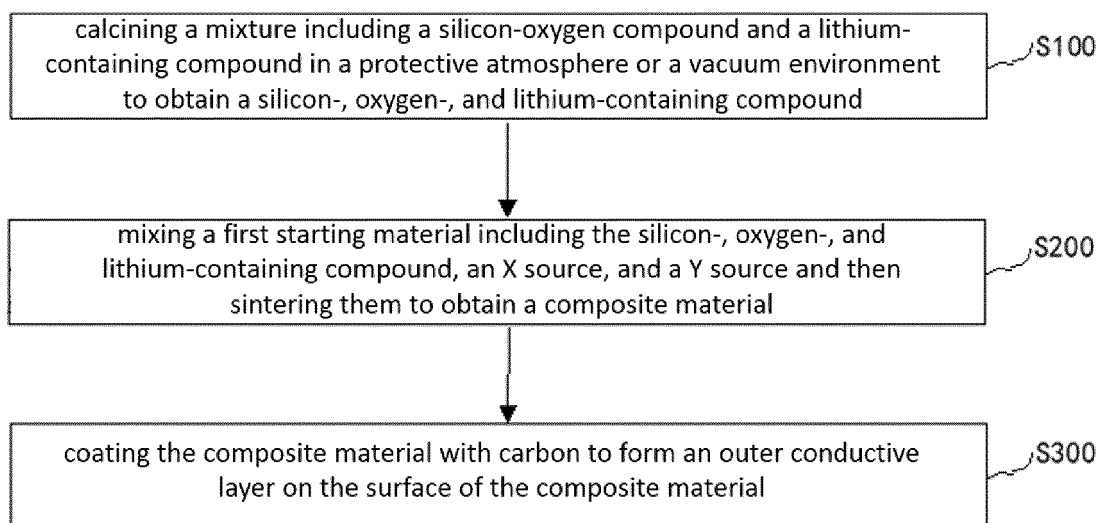 calcining a mixture including a silicon-oxygen compound and a lithium-
containing compound in a protective atmosphere or a vacuum environment
to obtain a silicon-, oxygen-, and lithium-containing compound
S100
mixing a first starting material including the silicon-, oxygen-, and
lithium-containing compound, an X source, and a Y source and then
sintering them to obtain a composite material
S200
coating the composite material with carbon to form an outer conductive
layer on the surface of the composite material
S300